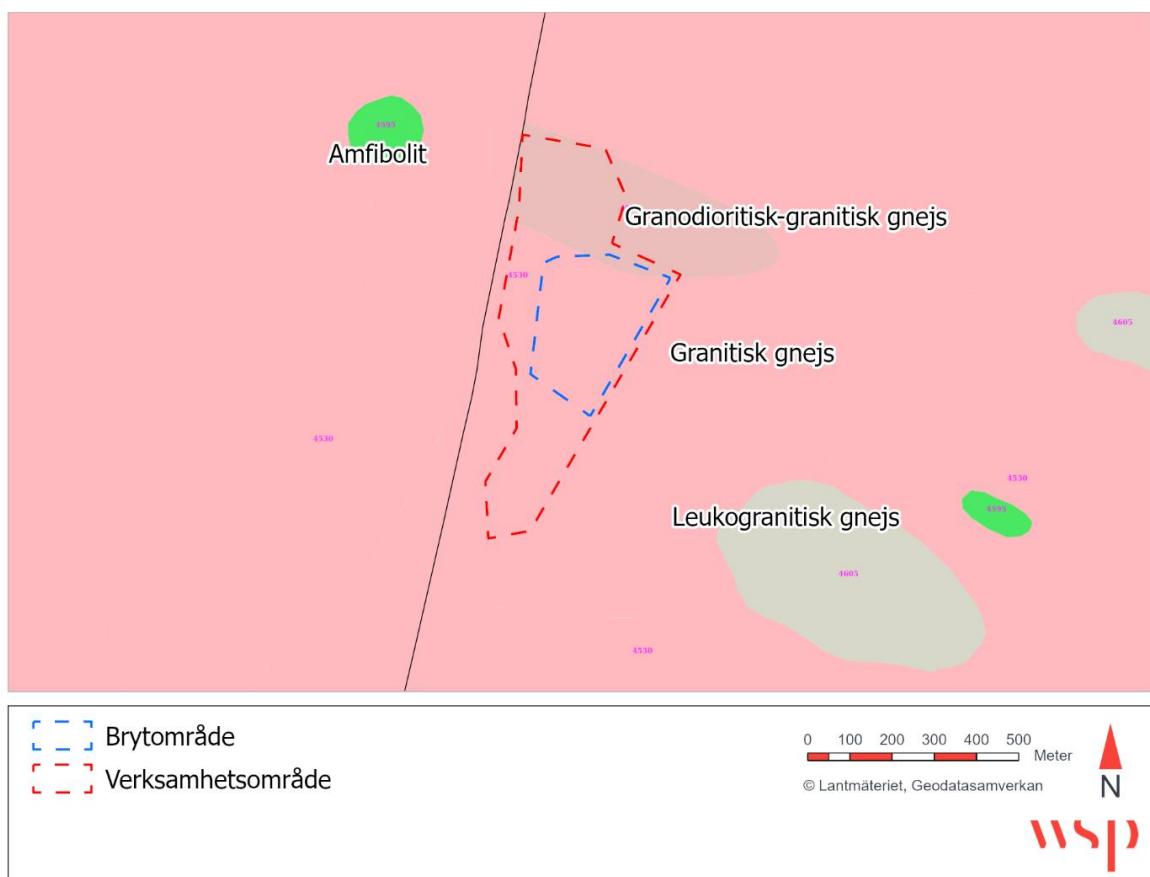 4595
Amfibolit
Granodioritisk-granitisk gnejs
4530
4605
Granitisk gnejs
4530
4530
Leukogranitisk gnejs
4595
4605
4530
Brytområde
Verksamhetsområde
0 100 200 300 400 500
Meter
© Lantmäteriet, Geodatasamverkan
N
wsp